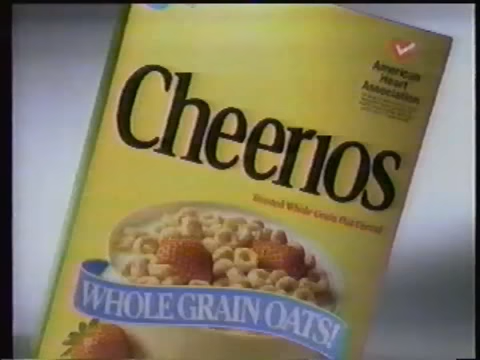 American
Heart
Association
Cheerios
Toasted Whole Grain Oat Cereal
WHOLE GRAIN OATS!